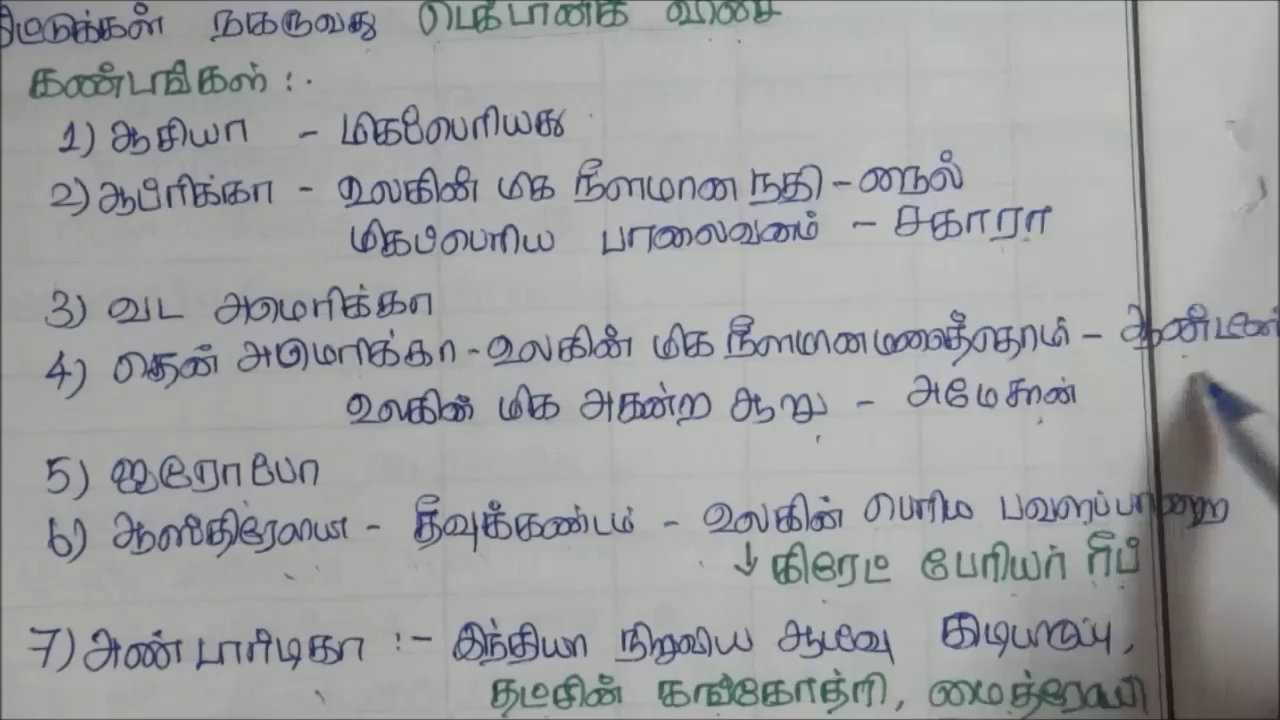 திட்டுக்கள் நகருவது டெக்டானிக் விசை
கண்டங்கள் :-
1) ஆசியா - மிகப்பெரியது
2) ஆப்ரிக்கா - உலகின் மிக நீளமான நதி - நைல்
மிகப்பெரிய பாலைவனம் - சகாரா
3) வட அமெரிக்கா
4) தென் அமெரிக்கா - உலகின் மிக நீளமான மலைத்தொடர் - ஆண்டிஸ்
உலகின் மிக அகன்ற ஆறு - அமேசான்
5) ஐரோபோ
6) ஆஸ்திரேலியா - தீவுக்கண்டம் - உலகின் பெரிய பவளப்பாறை
↓ கிரேட் பேரியர் ரீப்
7) அண்டார்டிகா :- இந்தியா நிறுவிய ஆய்வு குடியிருப்பு,
தட்சின் கங்கோத்ரி, மைத்ரேயி